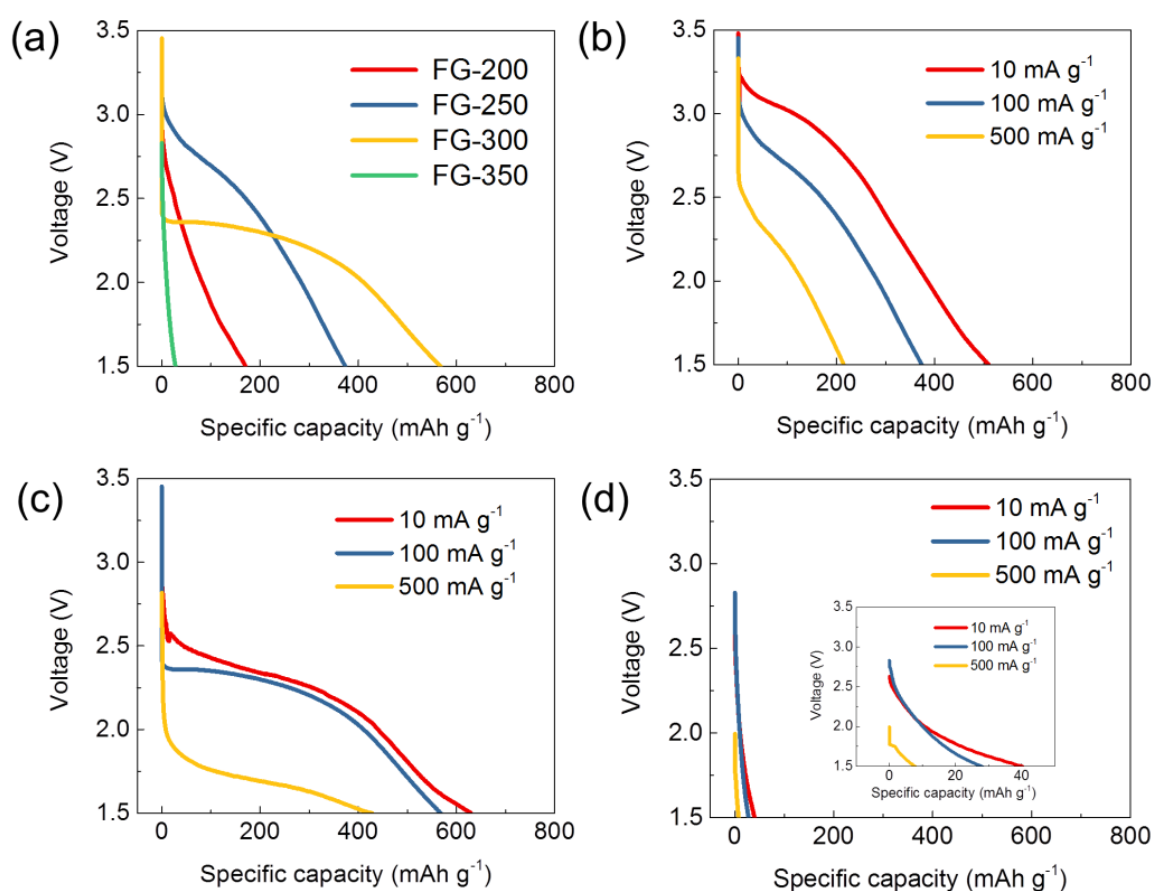 (a)
3.5
3.0
2.5
2.0
1.5
Voltage (V)
FG-200
FG-250
FG-300
FG-350
0 200 400 600 800
Specific capacity (mAh g⁻¹)
(b)
3.5
3.0
2.5
2.0
1.5
Voltage (V)
10 mA g⁻¹
100 mA g⁻¹
500 mA g⁻¹
0 200 400 600 800
Specific capacity (mAh g⁻¹)
(c)
3.5
3.0
2.5
2.0
1.5
Voltage (V)
10 mA g⁻¹
100 mA g⁻¹
500 mA g⁻¹
0 200 400 600 800
Specific capacity (mAh g⁻¹)
(d)
3.5
3.0
2.5
2.0
1.5
Voltage (V)
10 mA g⁻¹
100 mA g⁻¹
500 mA g⁻¹
3.5
3.0
2.5
2.0
1.5
Voltage (V)
10 mA g⁻¹
100 mA g⁻¹
500 mA g⁻¹
0 20 40
Specific capacity (mAh g⁻¹)
0 200 400 600 800
Specific capacity (mAh g⁻¹)